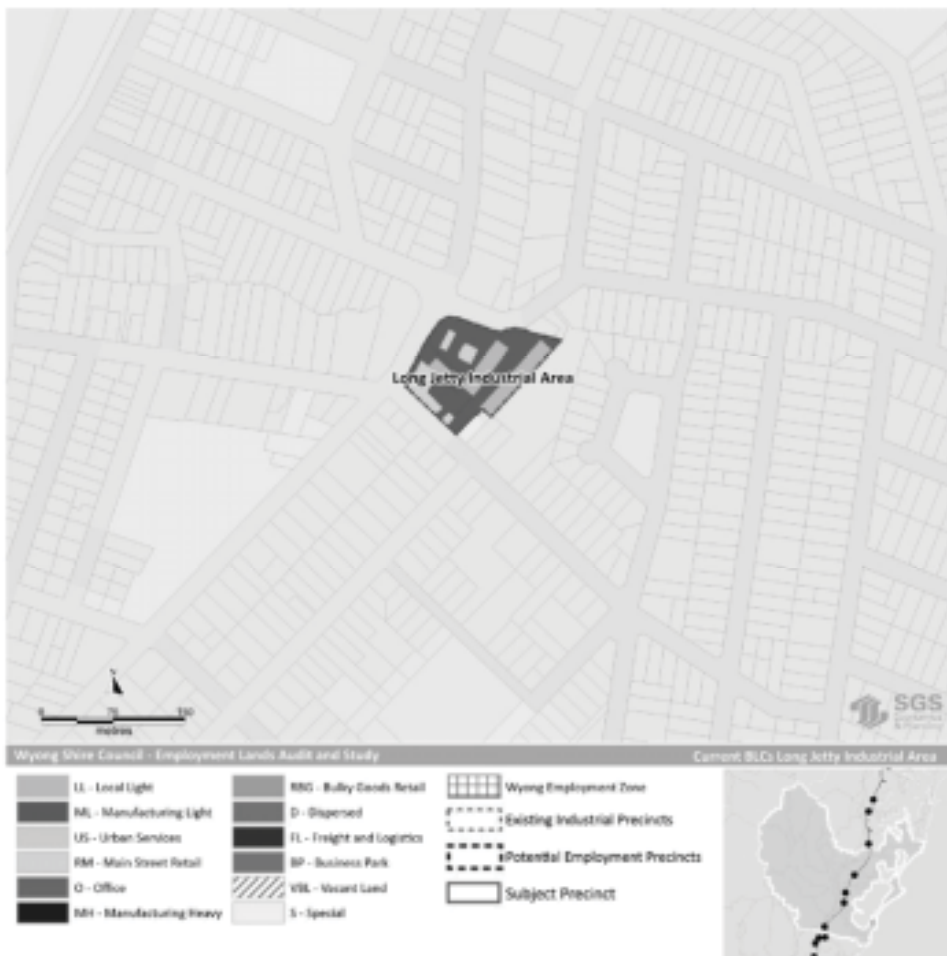 Long Jetty Industrial Area
N
0
metres
SGS
Economics
& Planning
Wyong Shire Council - Employment Lands Audit and Study
Current BLCs Long Jetty Industrial Area
LL - Local Light
ML - Manufacturing Light
US - Urban Services
RM - Main Street Retail
O - Office
MH - Manufacturing Heavy
RBG - Bulky Goods Retail
D - Dispersed
FL - Freight and Logistics
BP - Business Park
VBL - Vacant Land
S - Special
Wyong Employment Zone
Existing Industrial Precincts
Potential Employment Precincts
Subject Precinct